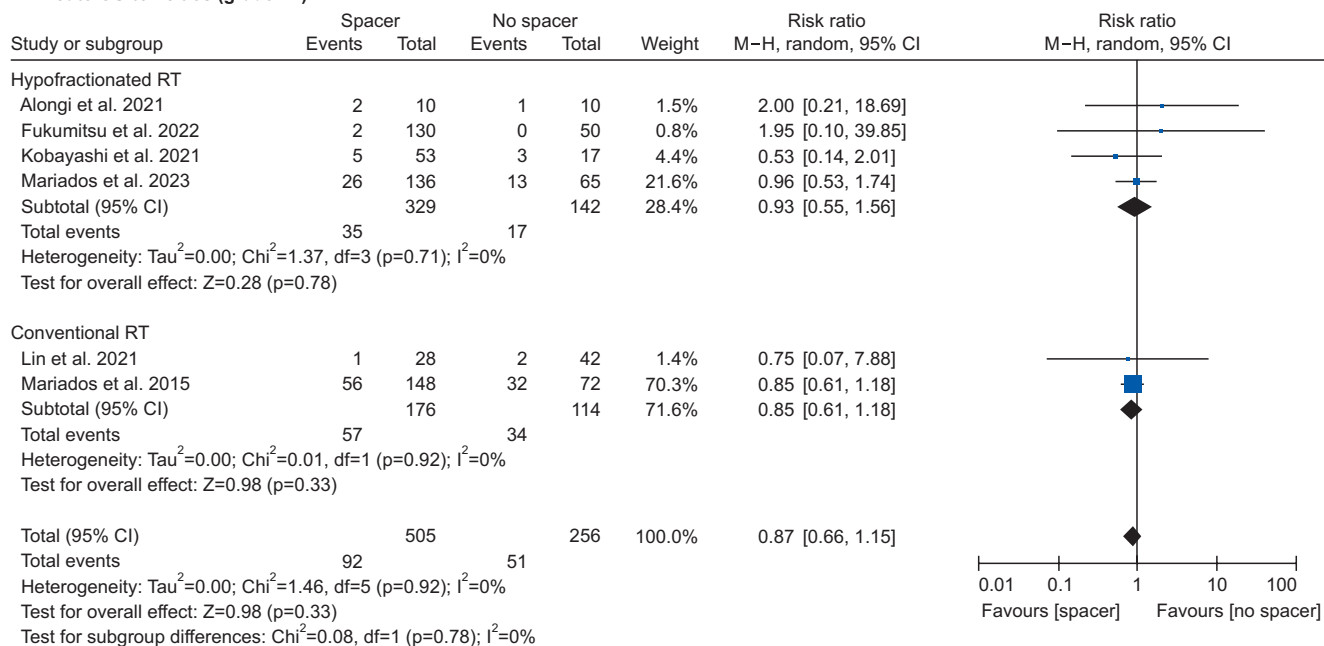 Spacer No spacer Risk ratio Risk ratio
Study or subgroup Events Total Events Total Weight M−H, random, 95% CI M−H, random, 95% CI
Hypofractionated RT
Alongi et al. 2021 2 10 1 10 1.5% 2.00 [0.21, 18.69]
Fukumitsu et al. 2022 2 130 0 50 0.8% 1.95 [0.10, 39.85]
Kobayashi et al. 2021 5 53 3 17 4.4% 0.53 [0.14, 2.01]
Mariados et al. 2023 26 136 13 65 21.6% 0.96 [0.53, 1.74]
Subtotal (95% CI) 329 142 28.4% 0.93 [0.55, 1.56]
Total events 35 17
Heterogeneity: Tau²=0.00; Chi²=1.37, df=3 (p=0.71); I²=0%
Test for overall effect: Z=0.28 (p=0.78)
Conventional RT
Lin et al. 2021 1 28 2 42 1.4% 0.75 [0.07, 7.88]
Mariados et al. 2015 56 148 32 72 70.3% 0.85 [0.61, 1.18]
Subtotal (95% CI) 176 114 71.6% 0.85 [0.61, 1.18]
Total events 57 34
Heterogeneity: Tau²=0.00; Chi²=0.01, df=1 (p=0.92); I²=0%
Test for overall effect: Z=0.98 (p=0.33)
Total (95% CI) 505 256 100.0% 0.87 [0.66, 1.15]
Total events 92 51
Heterogeneity: Tau²=0.00; Chi²=1.46, df=5 (p=0.92); I²=0%
Test for overall effect: Z=0.98 (p=0.33)
Test for subgroup differences: Chi²=0.08, df=1 (p=0.78); I²=0%
0.01 0.1 1 10 100
Favours [spacer] Favours [no spacer]